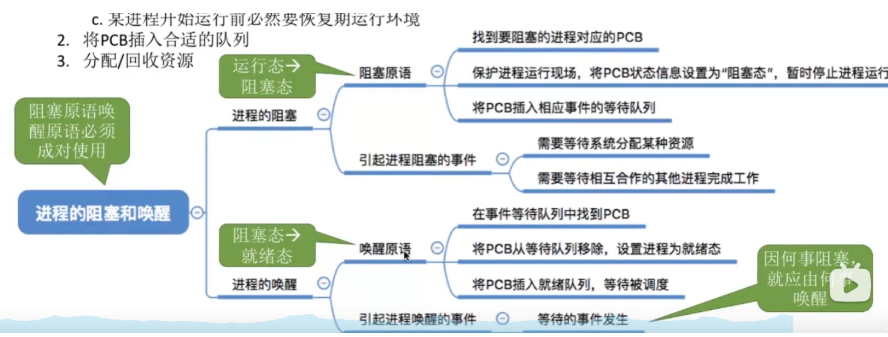 c. 某进程开始运行前必然要恢复期运行环境
2. 将PCB插入合适的队列
3. 分配/回收资源
运行态→
阻塞态
阻塞原语唤
醒原语必须
成对使用
进程的阻塞和唤醒
进程的阻塞
阻塞原语
找到要阻塞的进程对应的PCB
保护进程运行现场，将PCB状态信息设置为“阻塞态”，暂时停止进程运行
将PCB插入相应事件的等待队列
引起进程阻塞的事件
需要等待系统分配某种资源
需要等待相互合作的其他进程完成工作
阻塞态→
就绪态
进程的唤醒
唤醒原语
在事件等待队列中找到PCB
将PCB从等待队列移除，设置进程为就绪态
将PCB插入就绪队列，等待被调度
引起进程唤醒的事件
等待的事件发生
因何事阻塞，
就应由何事
唤醒